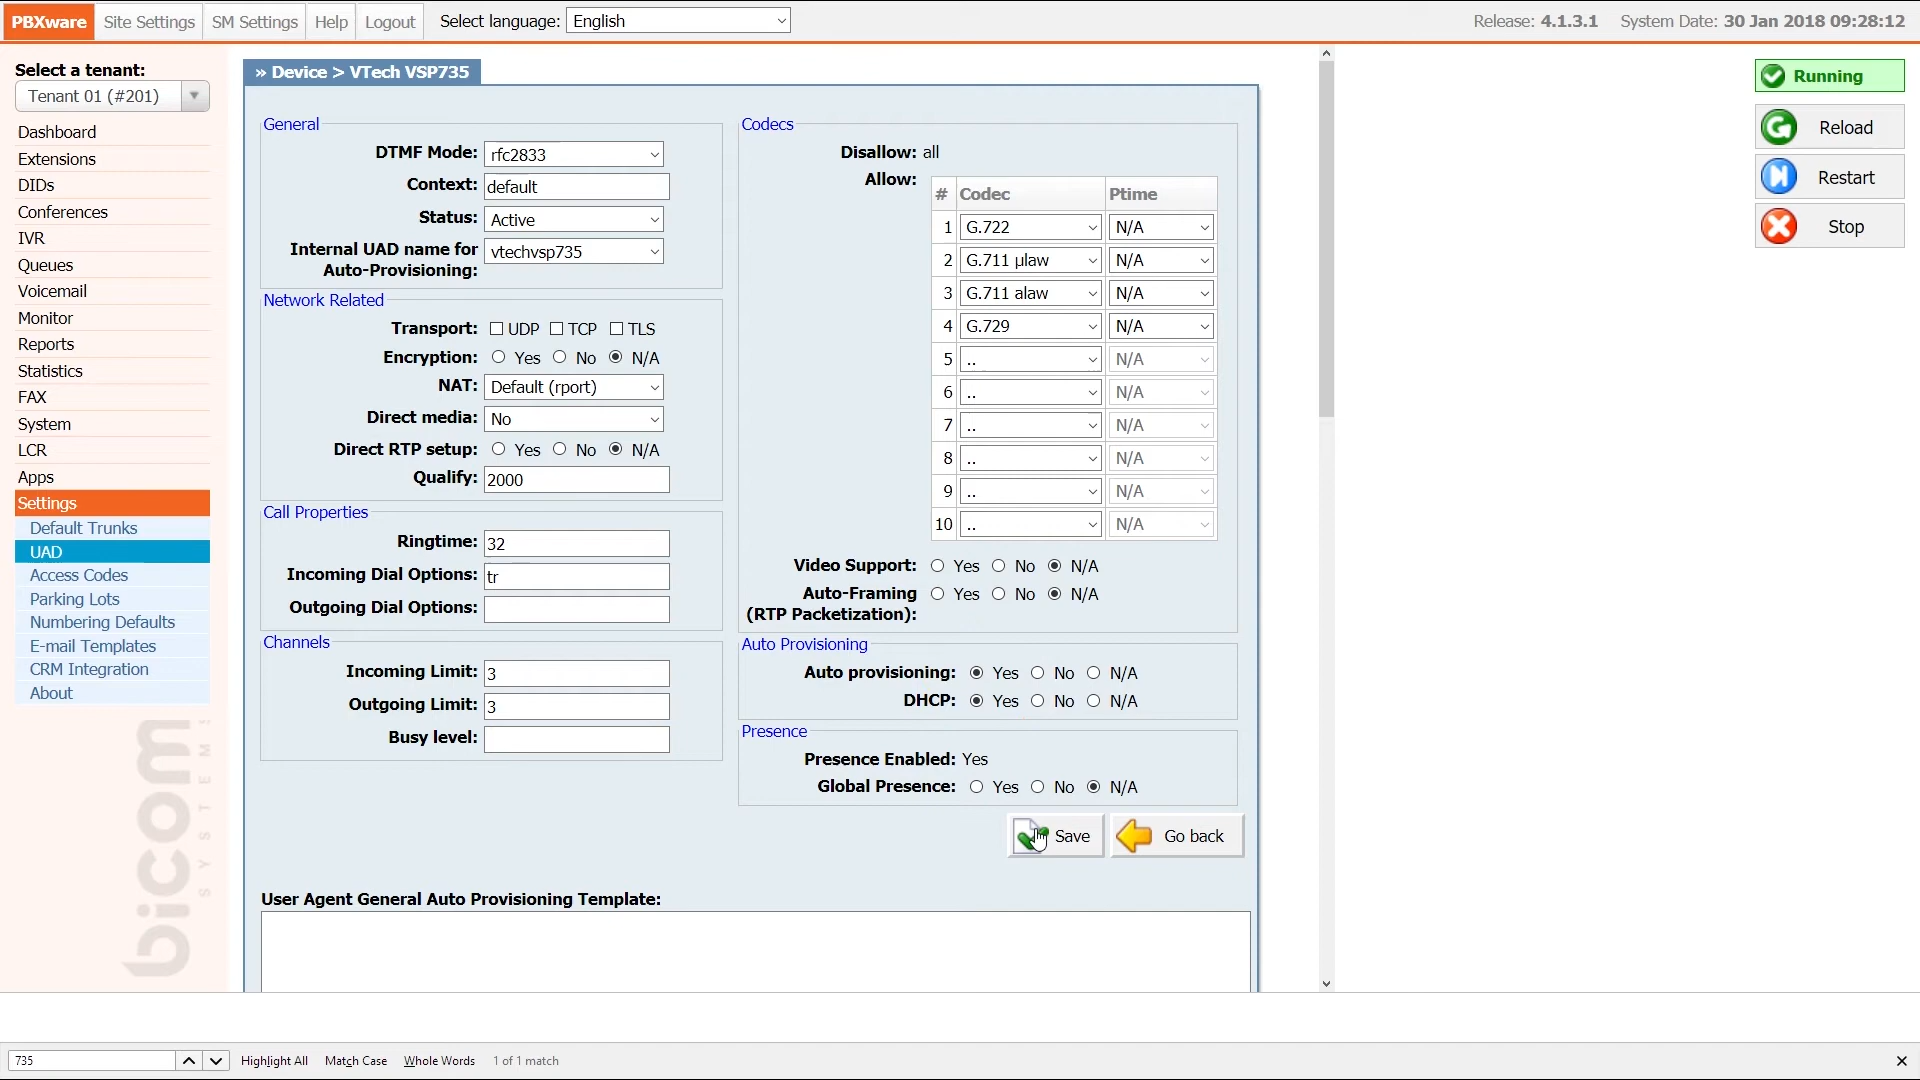 PBXware Site Settings SM Settings Help Logout Select language: English Release: 4.1.3.1 System Date: 30 Jan 2018 09:28:12
Select a tenant:
Tenant 01 (#201)
Dashboard
Extensions
DIDs
Conferences
IVR
Queues
Voicemail
Monitor
Reports
Statistics
FAX
System
LCR
Apps
Settings
Default Trunks
UAD
Access Codes
Parking Lots
Numbering Defaults
E-mail Templates
CRM Integration
About
bicom
SYSTEMS
» Device > VTech VSP735
General
DTMF Mode: rfc2833
Context: default
Status: Active
Internal UAD name for vtechvsp735
Auto-Provisioning:
Network Related
Transport: UDP TCP TLS
Encryption: Yes No N/A
NAT: Default (rport)
Direct media: No
Direct RTP setup: Yes No N/A
Qualify: 2000
Call Properties
Ringtime: 32
Incoming Dial Options: tr
Outgoing Dial Options:
Channels
Incoming Limit: 3
Outgoing Limit: 3
Busy level:
Codecs
Disallow: all
Allow:
# Codec Ptime
1 G.722 N/A
2 G.711 µlaw N/A
3 G.711 alaw N/A
4 G.729 N/A
5 .. N/A
6 .. N/A
7 .. N/A
8 .. N/A
9 .. N/A
10 .. N/A
Video Support: Yes No N/A
Auto-Framing Yes No N/A
(RTP Packetization):
Auto Provisioning
Auto provisioning: Yes No N/A
DHCP: Yes No N/A
Presence
Presence Enabled: Yes
Global Presence: Yes No N/A
Save Go back
User Agent General Auto Provisioning Template:
Running
Reload
Restart
Stop
735 Highlight All Match Case Whole Words 1 of 1 match